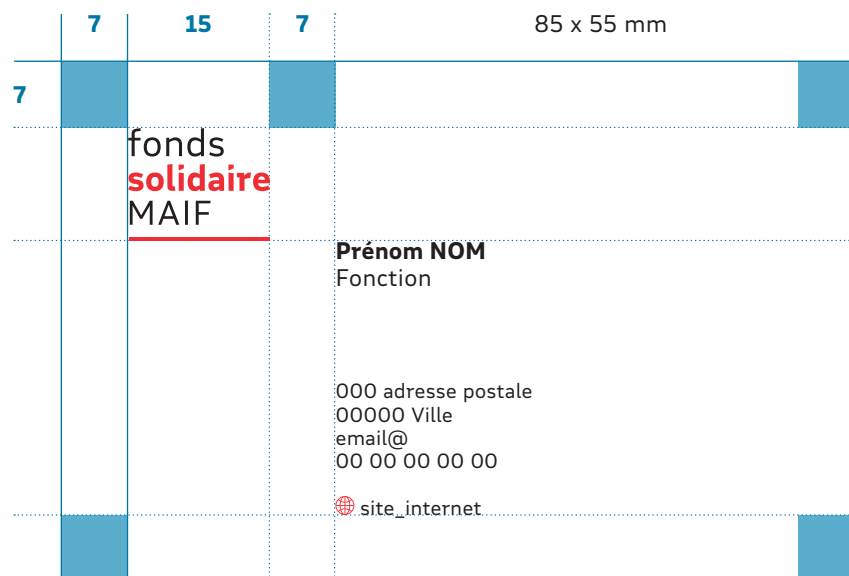 7 15 7 85 x 55 mm
7
fonds
solidaire
MAIF
Prénom NOM
Fonction
000 adresse postale
00000 Ville
email@
00 00 00 00 00
site_internet